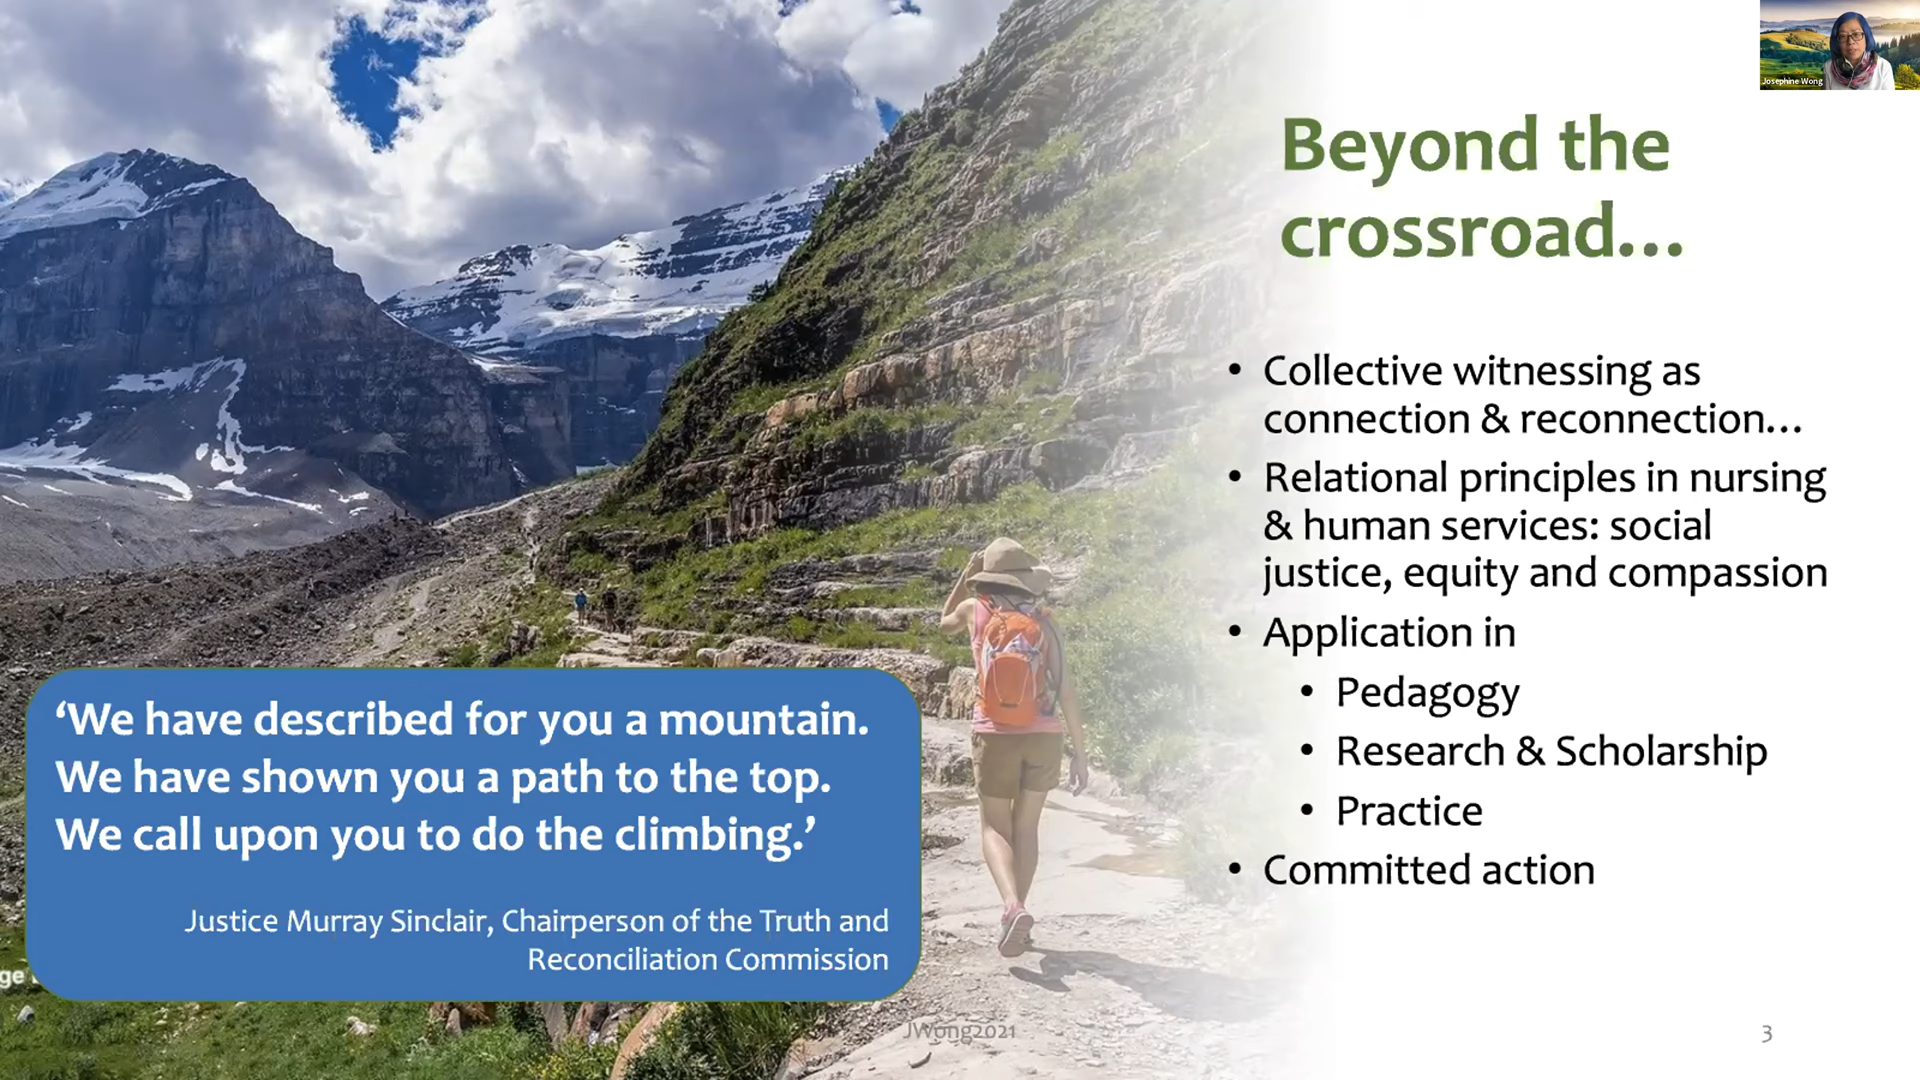 Josephine Wong
Beyond the
crossroad...
• Collective witnessing as
connection & reconnection...
• Relational principles in nursing
& human services: social
justice, equity and compassion
• Application in
• Pedagogy
• Research & Scholarship
• Practice
• Committed action
‘We have described for you a mountain.
We have shown you a path to the top.
We call upon you to do the climbing.’
Justice Murray Sinclair, Chairperson of the Truth and
Reconciliation Commission
ge
JWong2021
3